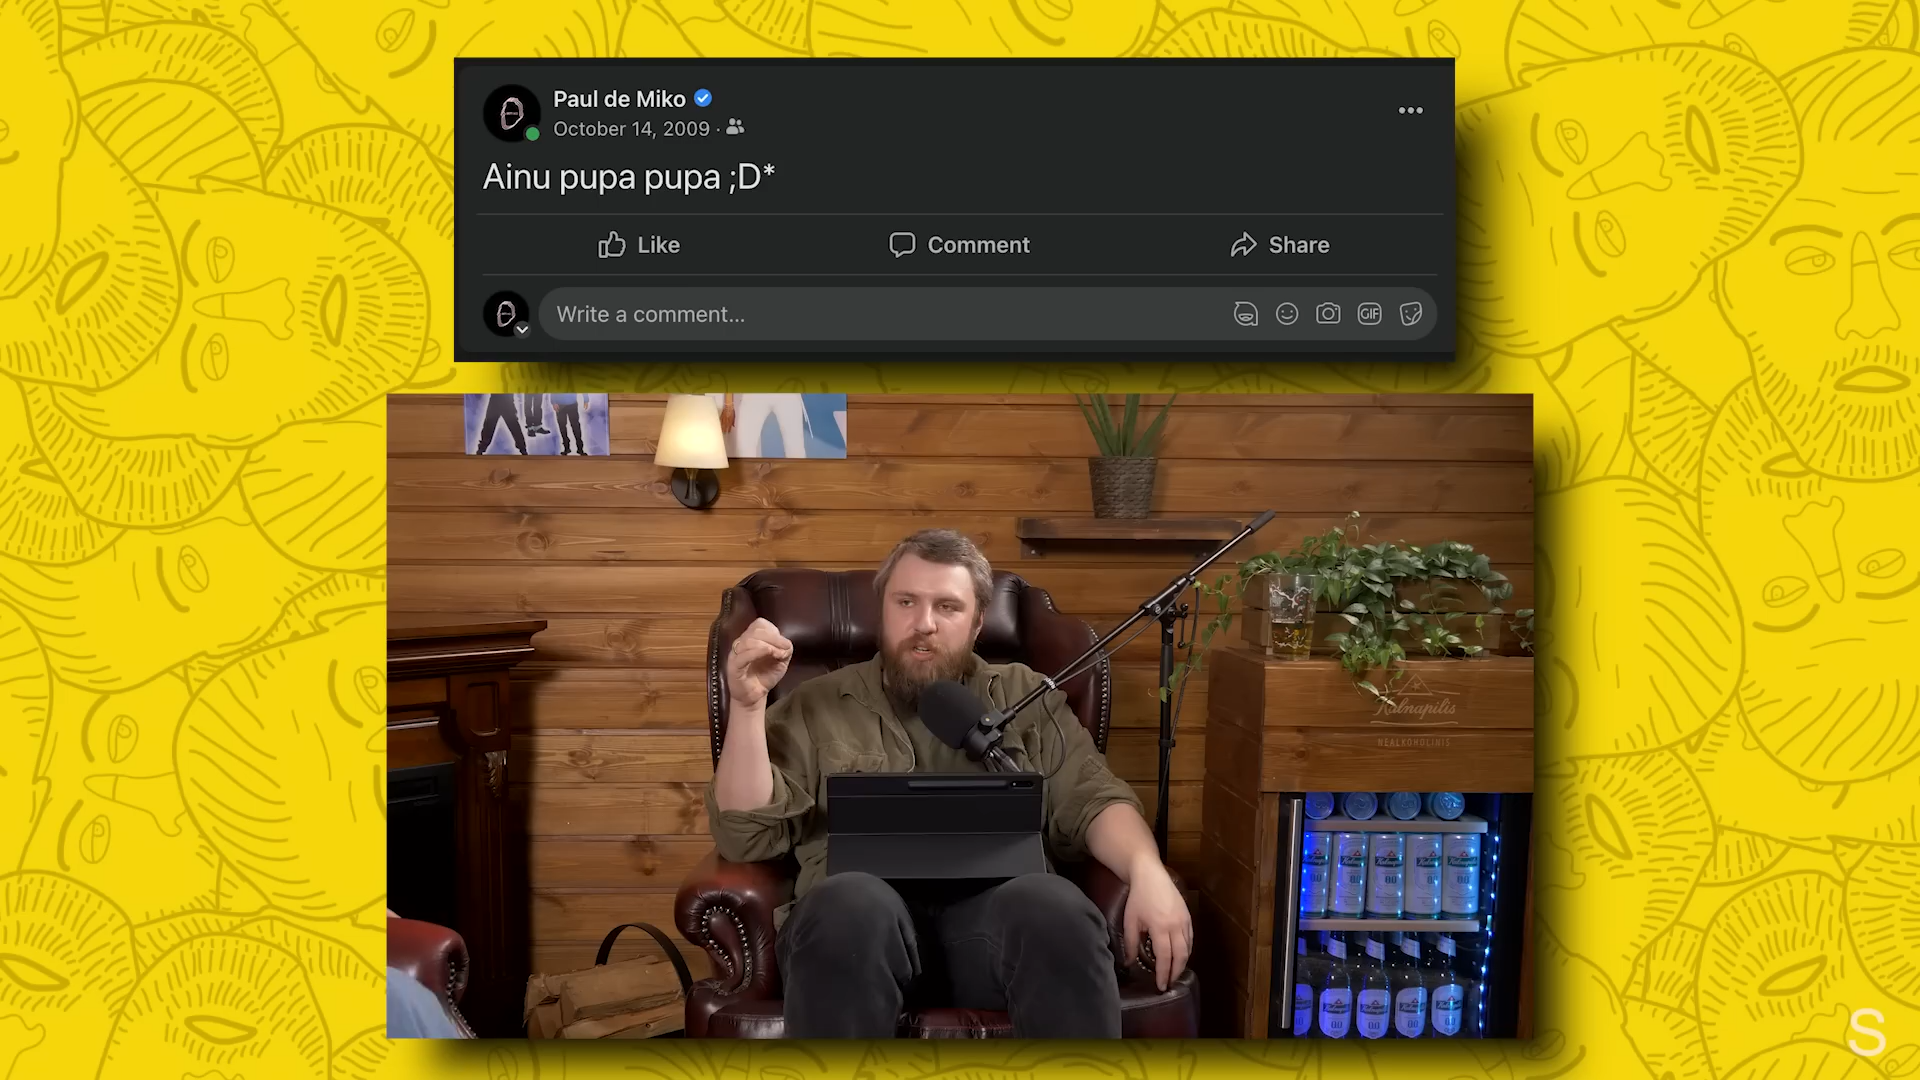 Paul de Miko
October 14, 2009 ·
Ainu pupa pupa ;D*
Like Comment Share
Write a comment...
GIF
Kalnapilis
NEALKOHOLINIS
S